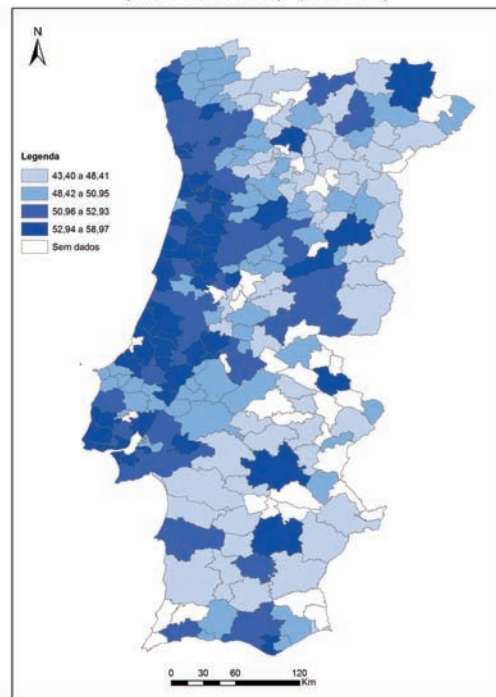 N
Legenda
43,40 a 48,41
48,42 a 50,95
50,96 a 52,93
52,94 a 58,97
Sem dados
0 30 60 120
Km